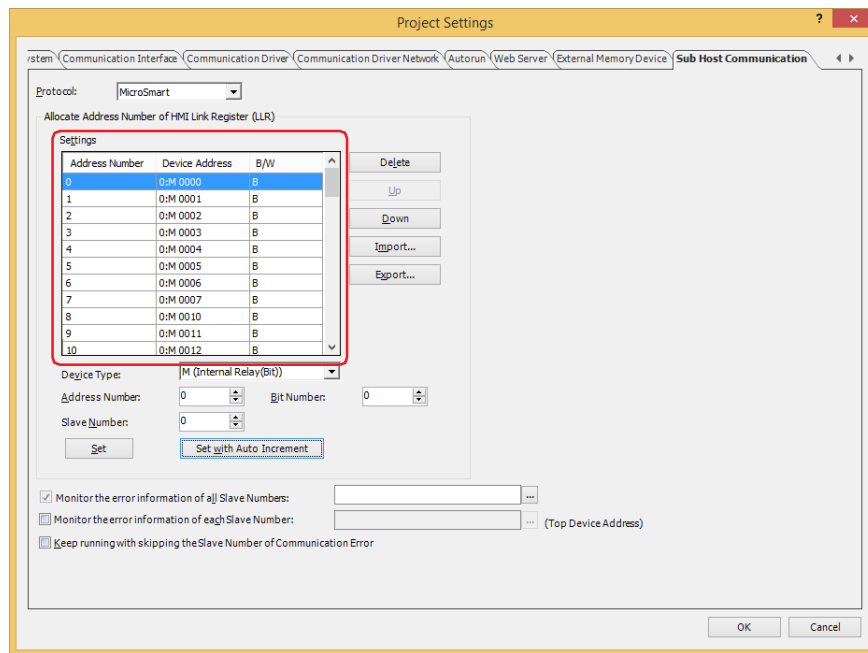 Project Settings
? ×
ystem Communication Interface Communication Driver Communication Driver Network Autorun Web Server External Memory Device Sub Host Communication
Protocol: MicroSmart
Allocate Address Number of HMI Link Register (LLR)
Settings
Address Number Device Address B/W
0 0:M 0000 B
1 0:M 0001 B
2 0:M 0002 B
3 0:M 0003 B
4 0:M 0004 B
5 0:M 0005 B
6 0:M 0006 B
7 0:M 0007 B
8 0:M 0010 B
9 0:M 0011 B
10 0:M 0012 B
Delete
Up
Down
Import...
Export...
Device Type: M (Internal Relay(Bit))
Address Number: 0 Bit Number: 0
Slave Number: 0
Set Set with Auto Increment
Monitor the error information of all Slave Numbers: ...
Monitor the error information of each Slave Number: ... (Top Device Address)
Keep running with skipping the Slave Number of Communication Error
OK Cancel